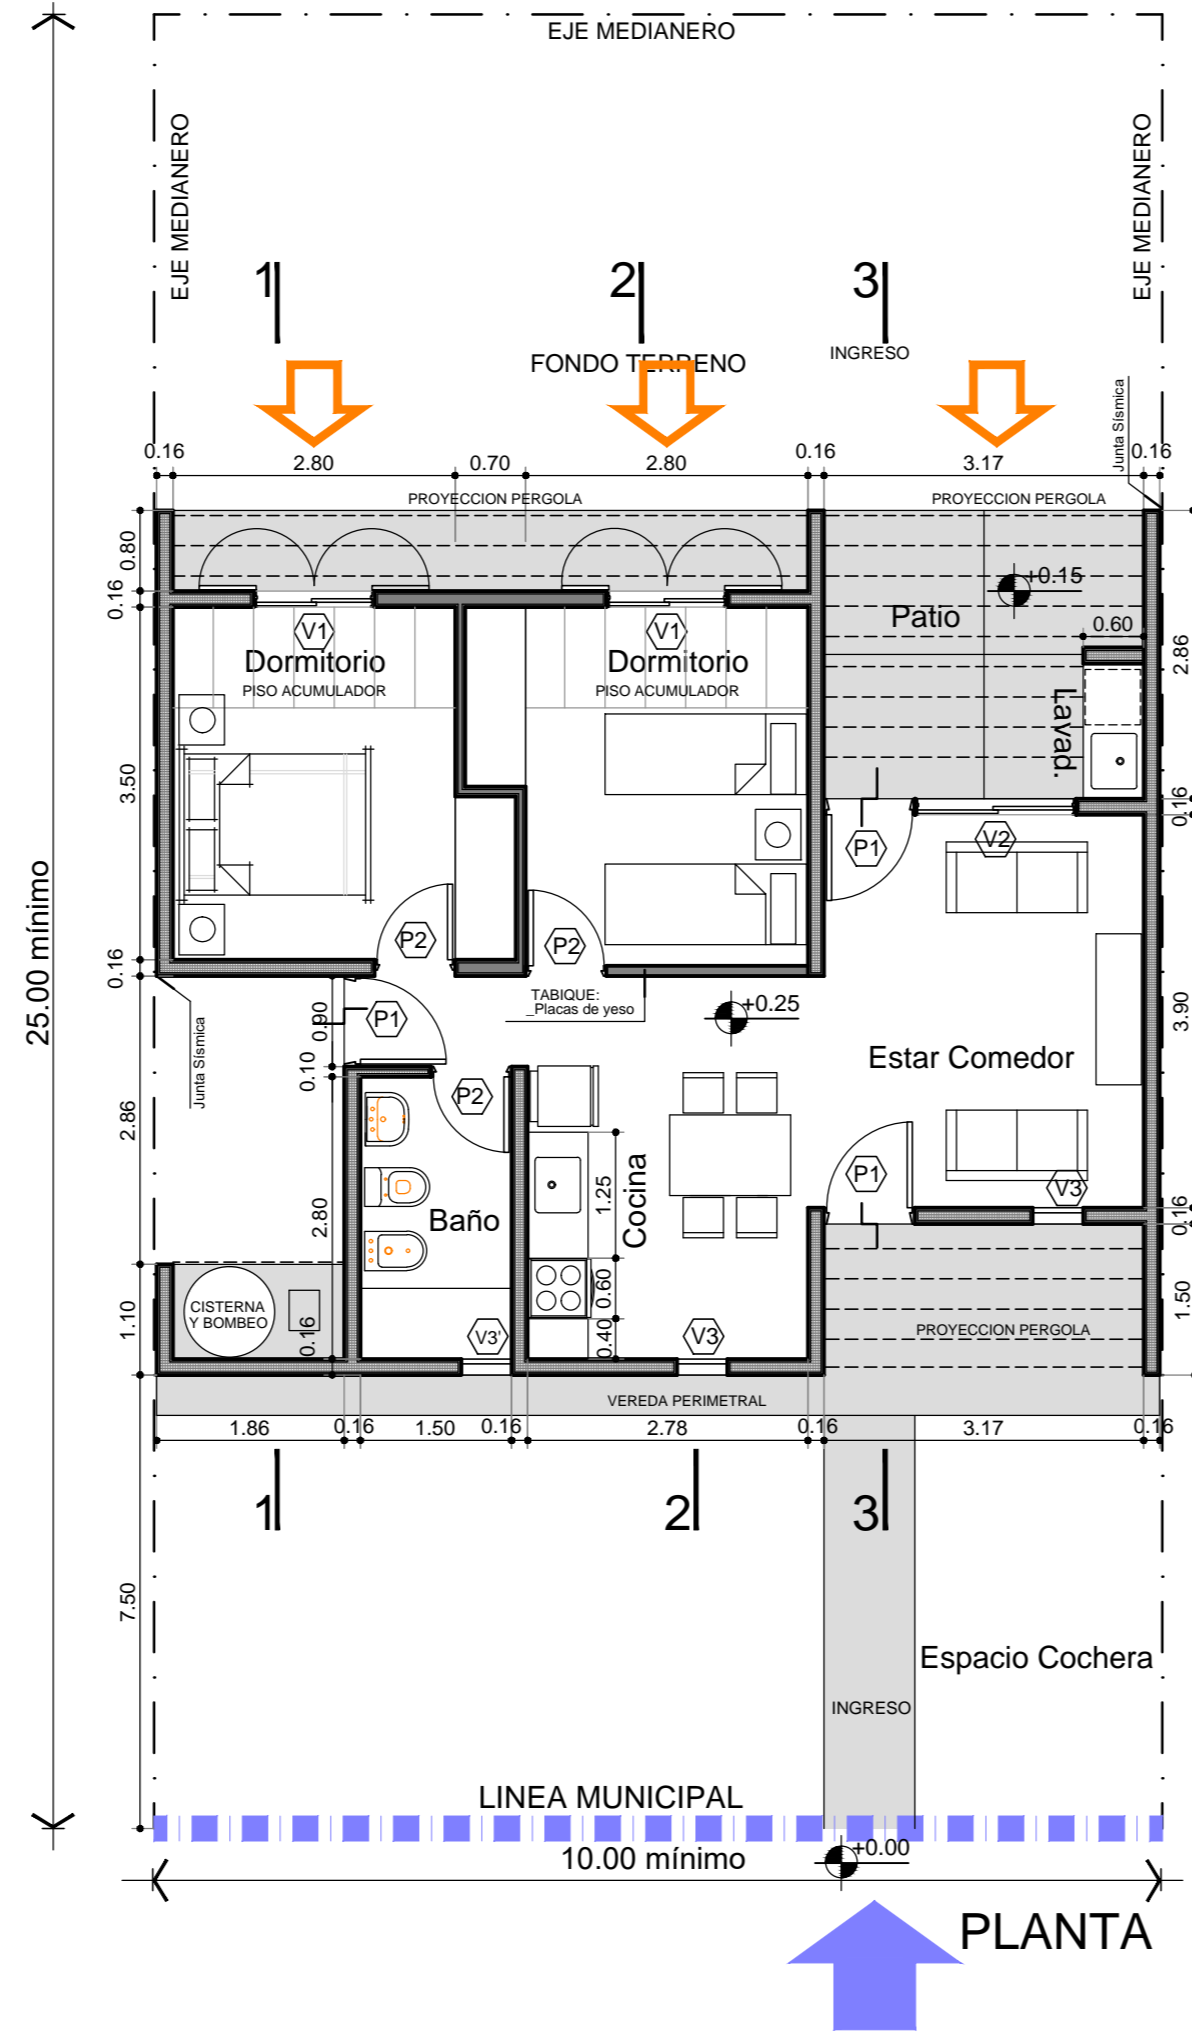 EJE MEDIANERO
EJE MEDIANERO
EJE MEDIANERO
1
2
3
INGRESO
FONDO TERRENO
Junta Sísmica
0.16
2.80
0.70
2.80
0.16
3.17
0.16
PROYECCION PERGOLA
PROYECCION PERGOLA
0.80
0.16
+0.15
Patio
0.60
2.86
V1
V1
Dormitorio
Dormitorio
PISO ACUMULADOR
PISO ACUMULADOR
Lavad.
3.50
0.16
P1
V2
25.00 mínimo
P2
P2
0.16
TABIQUE:
_Placas de yeso
+0.25
0.90
P1
3.90
Junta Sísmica
Estar Comedor
0.10
P2
2.86
1.25
Cocina
P1
V3
2.80
Baño
0.16
0.60
1.50
CISTERNA
Y BOMBEO
1.10
0.16
V3'
0.40
V3
PROYECCION PERGOLA
VEREDA PERIMETRAL
1.86
0.16
1.50
0.16
2.78
0.16
3.17
0.16
1
2
3
7.50
Espacio Cochera
INGRESO
LINEA MUNICIPAL
+0.00
10.00 mínimo
PLANTA